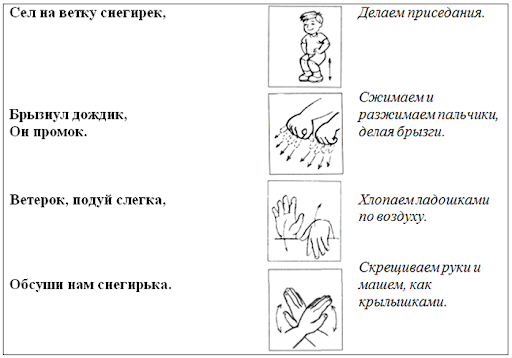 Сел на ветку снегирек,
Делаем приседания.
Брызнул дождик,
Он промок.
Сжимаем и
разжимаем пальчики,
делая брызги.
Ветерок, подуй слегка,
Хлопаем ладошками
по воздуху.
Обсуши нам снегирька.
Скрещиваем руки и
машем, как
крылышками.